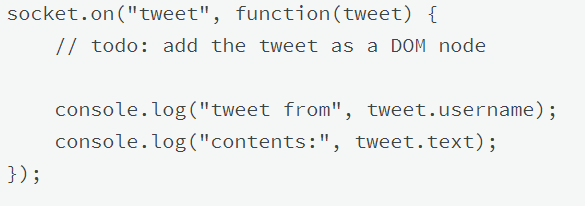 socket.on("tweet", function(tweet) {
    // todo: add the tweet as a DOM node

    console.log("tweet from", tweet.username);
    console.log("contents:", tweet.text);
});